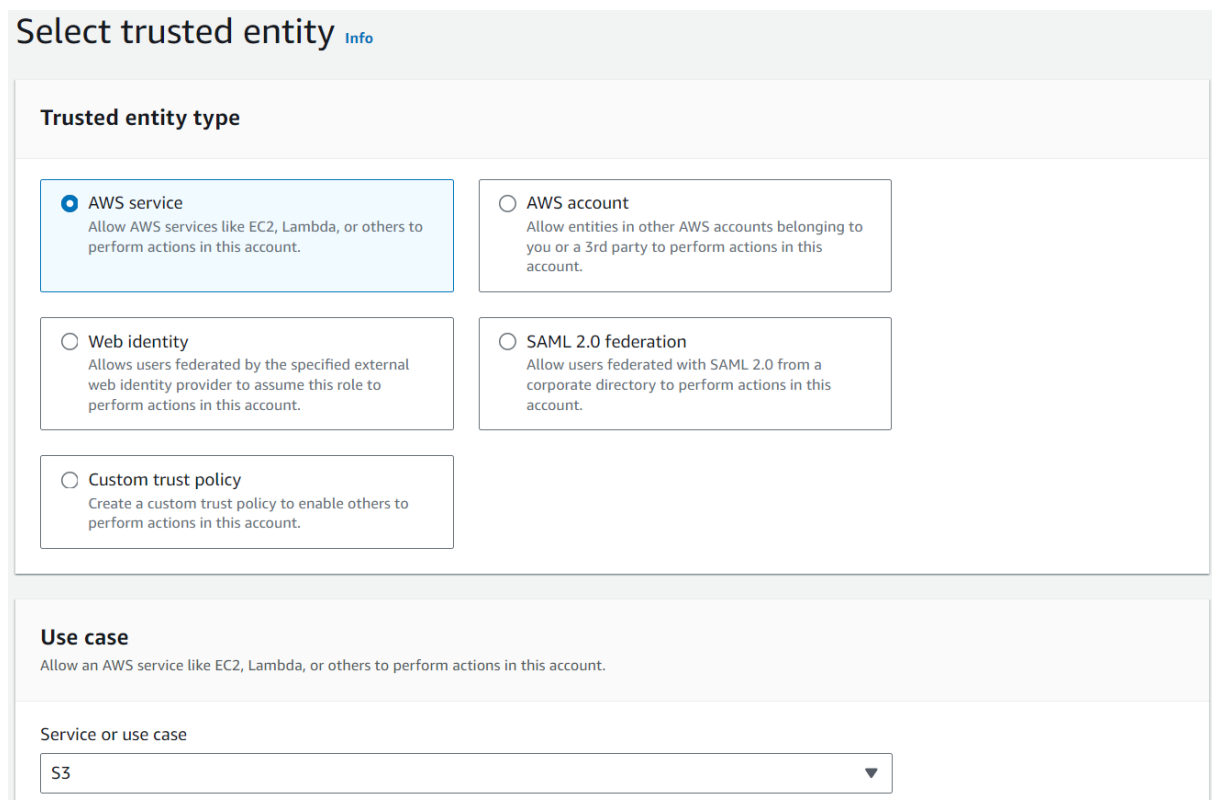 Select trusted entity Info
Trusted entity type
AWS service
Allow AWS services like EC2, Lambda, or others to
perform actions in this account.
AWS account
Allow entities in other AWS accounts belonging to
you or a 3rd party to perform actions in this
account.
Web identity
Allows users federated by the specified external
web identity provider to assume this role to
perform actions in this account.
SAML 2.0 federation
Allow users federated with SAML 2.0 from a
corporate directory to perform actions in this
account.
Custom trust policy
Create a custom trust policy to enable others to
perform actions in this account.
Use case
Allow an AWS service like EC2, Lambda, or others to perform actions in this account.
Service or use case
S3